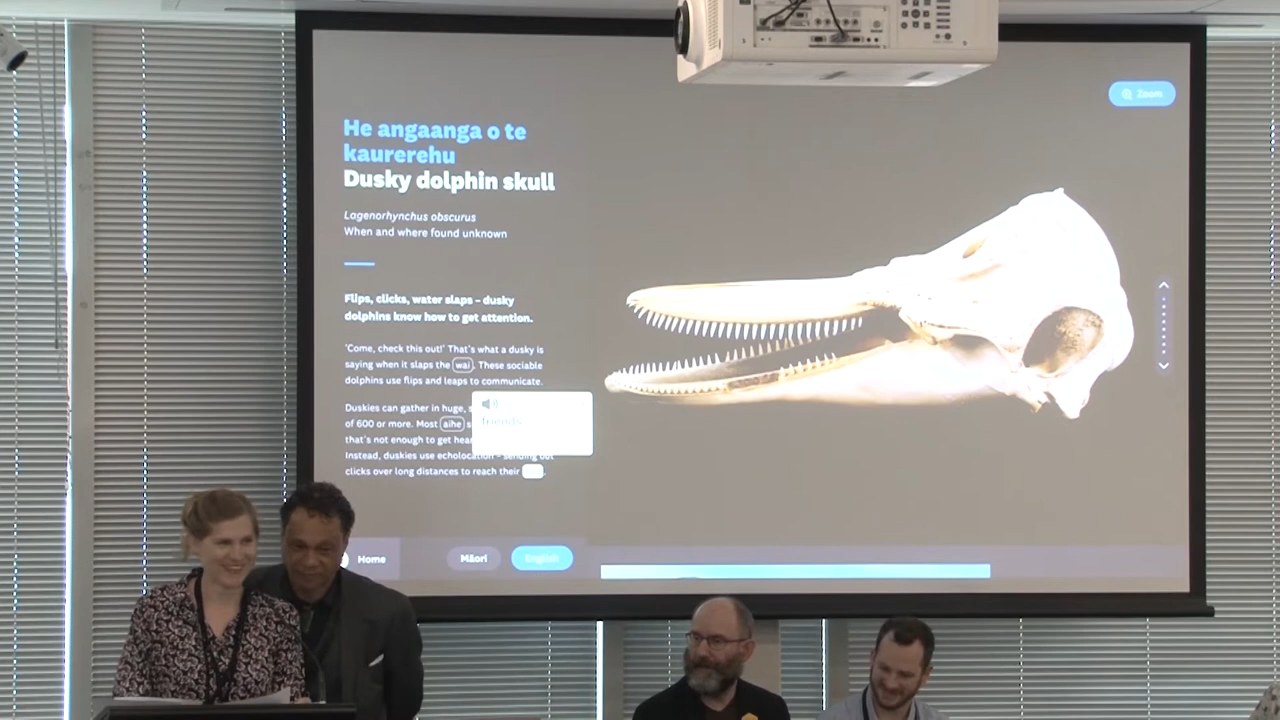 Zoom
He angaanga o te
kaurerehu
Dusky dolphin skull
Lagenorhynchus obscurus
When and where found unknown
Flips, clicks, water slaps – dusky
dolphins know how to get attention.
'Come, check this out!' That's what a dusky is
saying when it slaps the wai. These sociable
dolphins use flips and leaps to communicate.
Duskies can gather in huge, s
of 600 or more. Most aihe s
that's not enough to get hear
Instead, duskies use echolocation – sending out
clicks over long distances to reach their
friends
Home
Māori
English